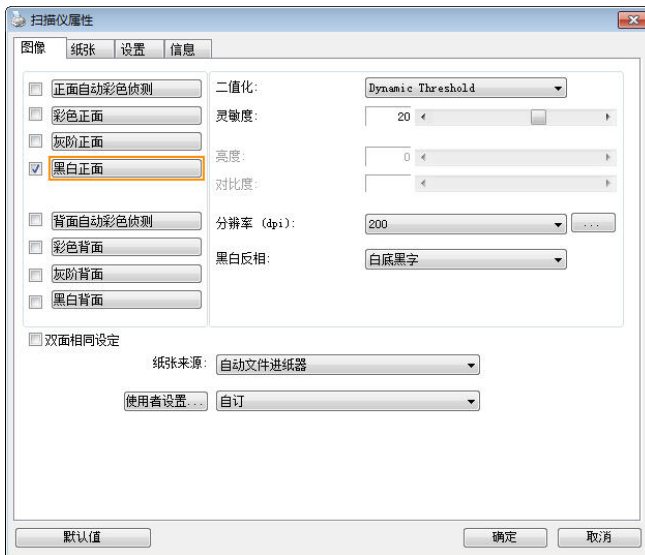 扫描仪属性
图像 纸张 设置 信息
正面自动彩色侦测
彩色正面
灰阶正面
黑白正面
背面自动彩色侦测
彩色背面
灰阶背面
黑白背面
二值化: Dynamic Threshold
灵敏度: 20
亮度: 0
对比度:
分辨率 (dpi): 200 ...
黑白反相: 白底黑字
双面相同设定
纸张来源: 自动文件进纸器
使用者设置... 自订
默认值 确定 取消